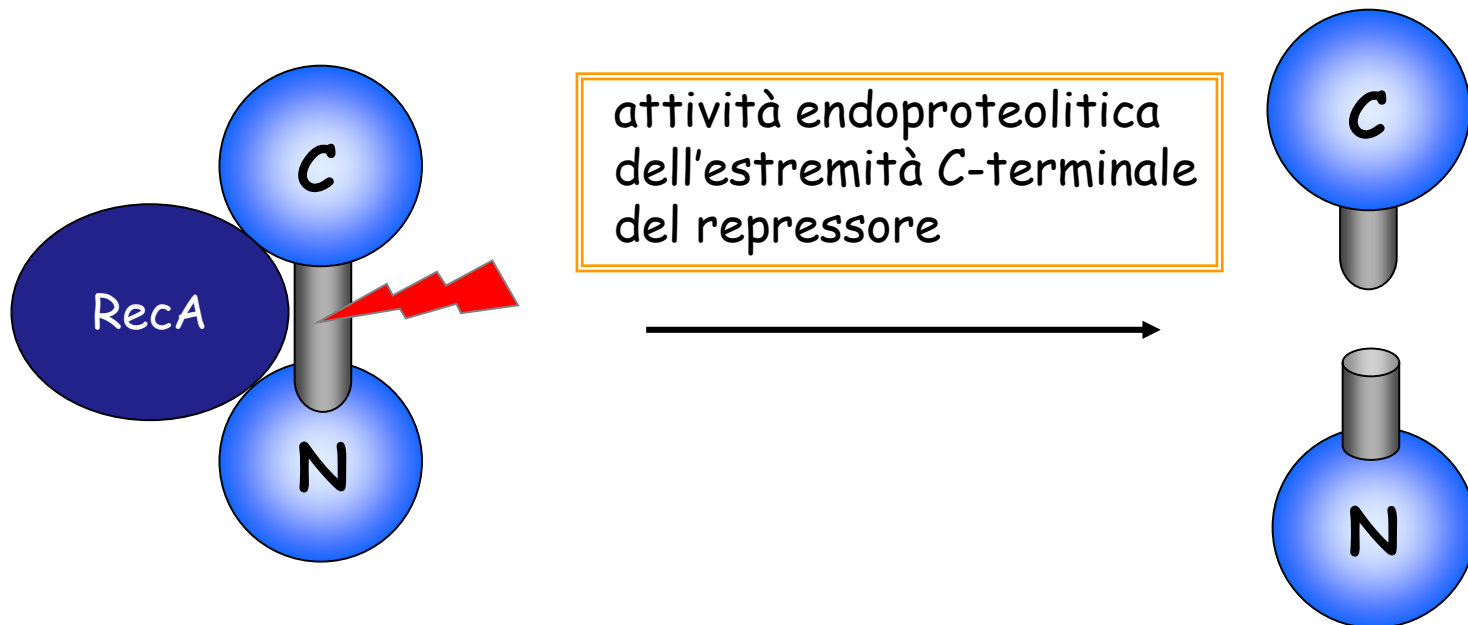 C
RecA
N
attività endoproteolitica
dell'estremità C-terminale
del repressore
C
N